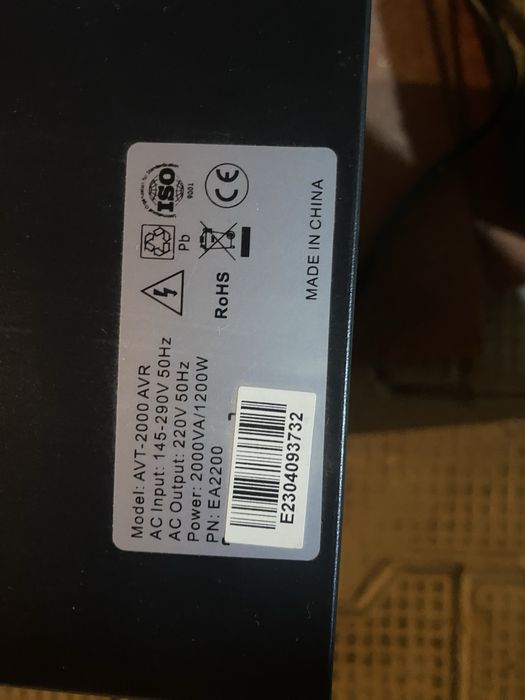 Model: AVT-2000 AVR
AC Input: 145-290V 50Hz
AC Output: 220V 50Hz
Power: 2000VA/1200W
PN: EA2200
E2304093732
Pb
ISO
9001
RoHS
CE
MADE IN CHINA